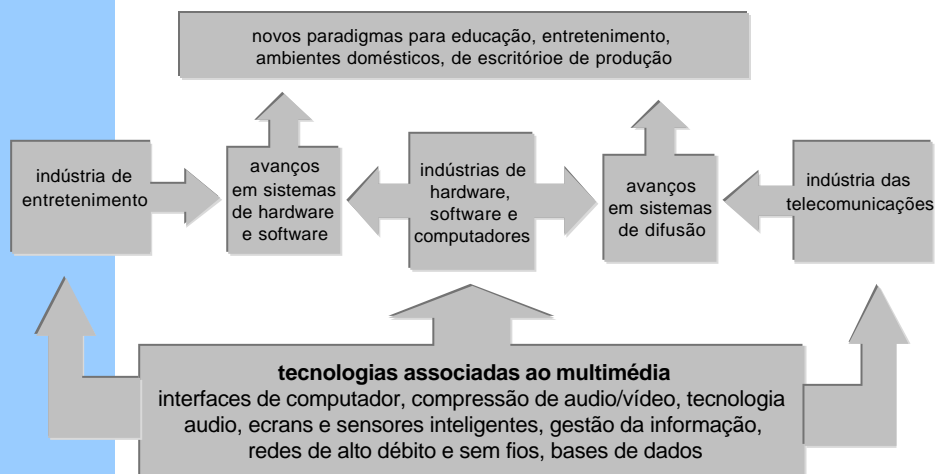 novos paradigmas para educação, entretenimento,
ambientes domésticos, de escritórioe de produção
indústria de
entretenimento
avanços
em sistemas
de hardware
e software
indústrias de
hardware,
software e
computadores
avanços
em sistemas
de difusão
indústria das
telecomunicações
tecnologias associadas ao multimédia
interfaces de computador, compressão de audio/vídeo, tecnologia
audio, ecrans e sensores inteligentes, gestão da informação,
redes de alto débito e sem fios, bases de dados